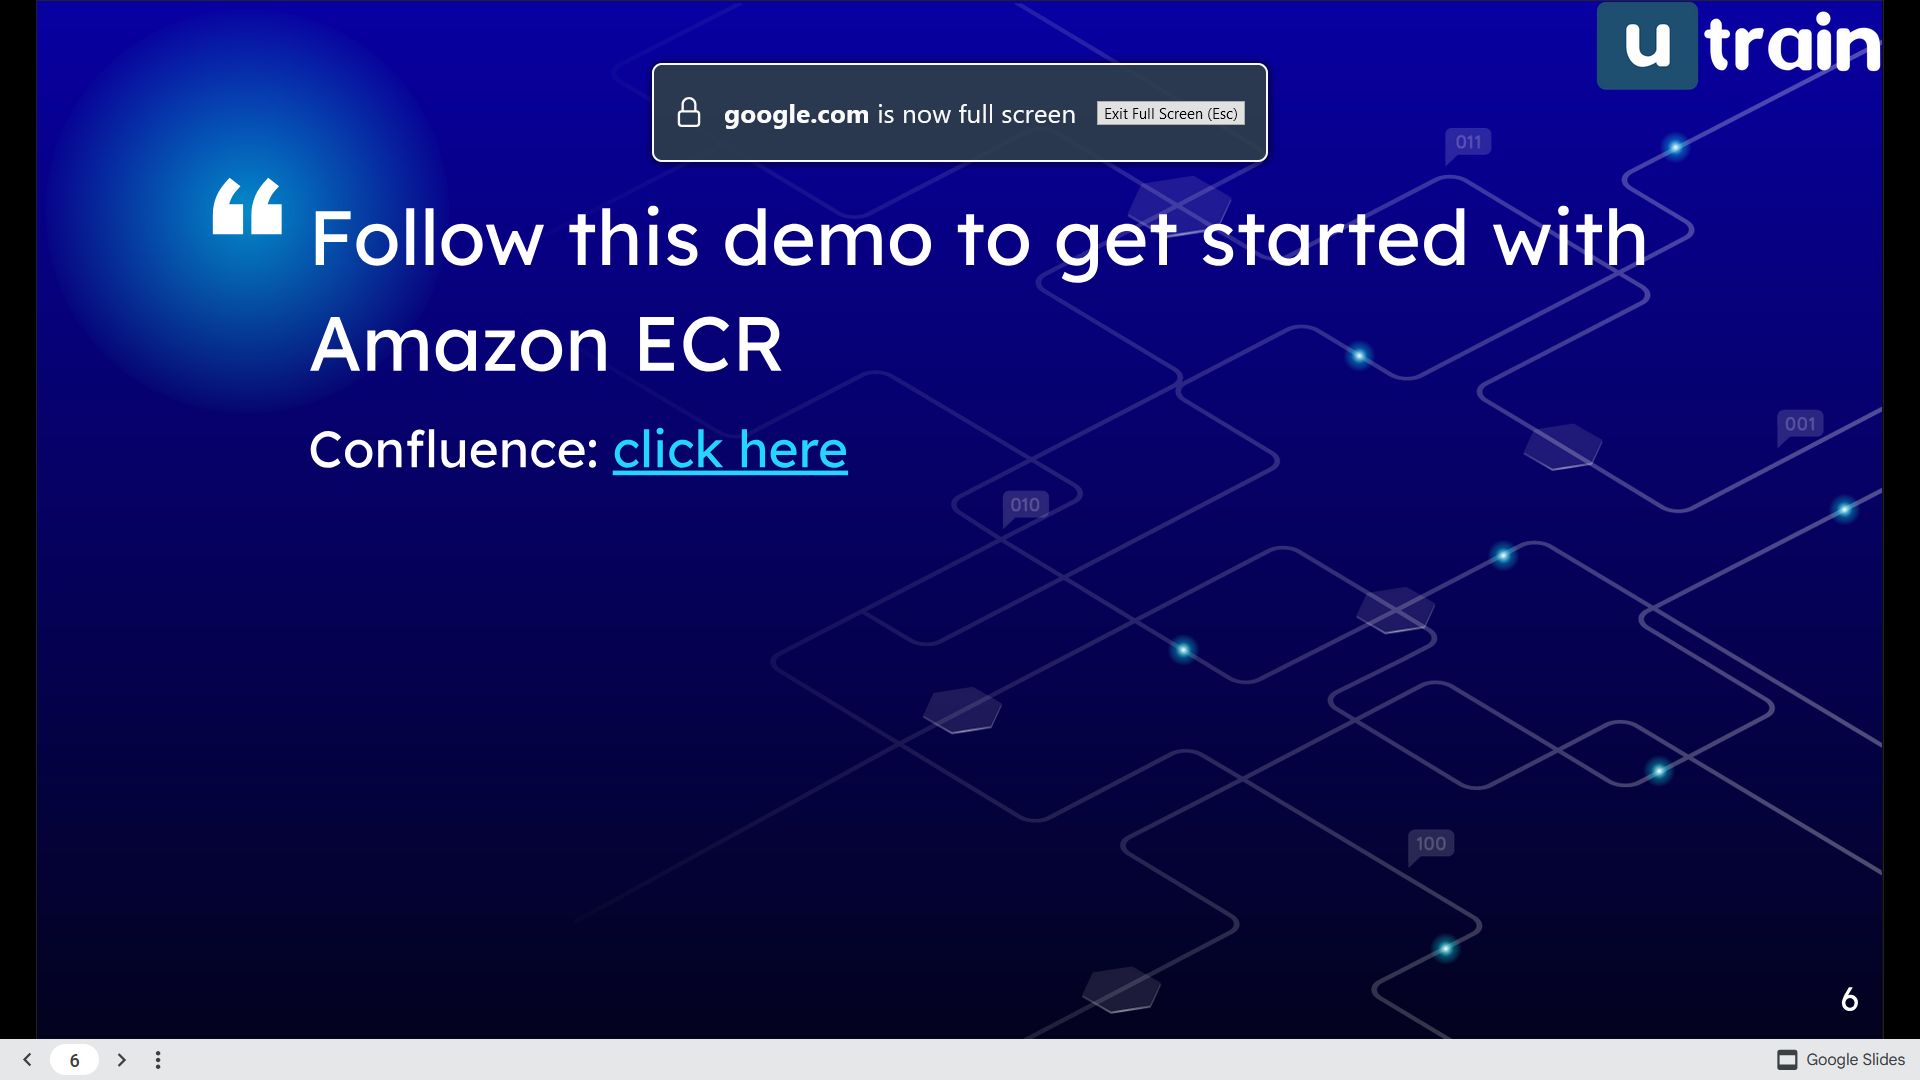 u train
google.com is now full screen Exit Full Screen (Esc)
011
“ Follow this demo to get started with
Amazon ECR
Confluence: click here
001
010
100
6
6
Google Slides